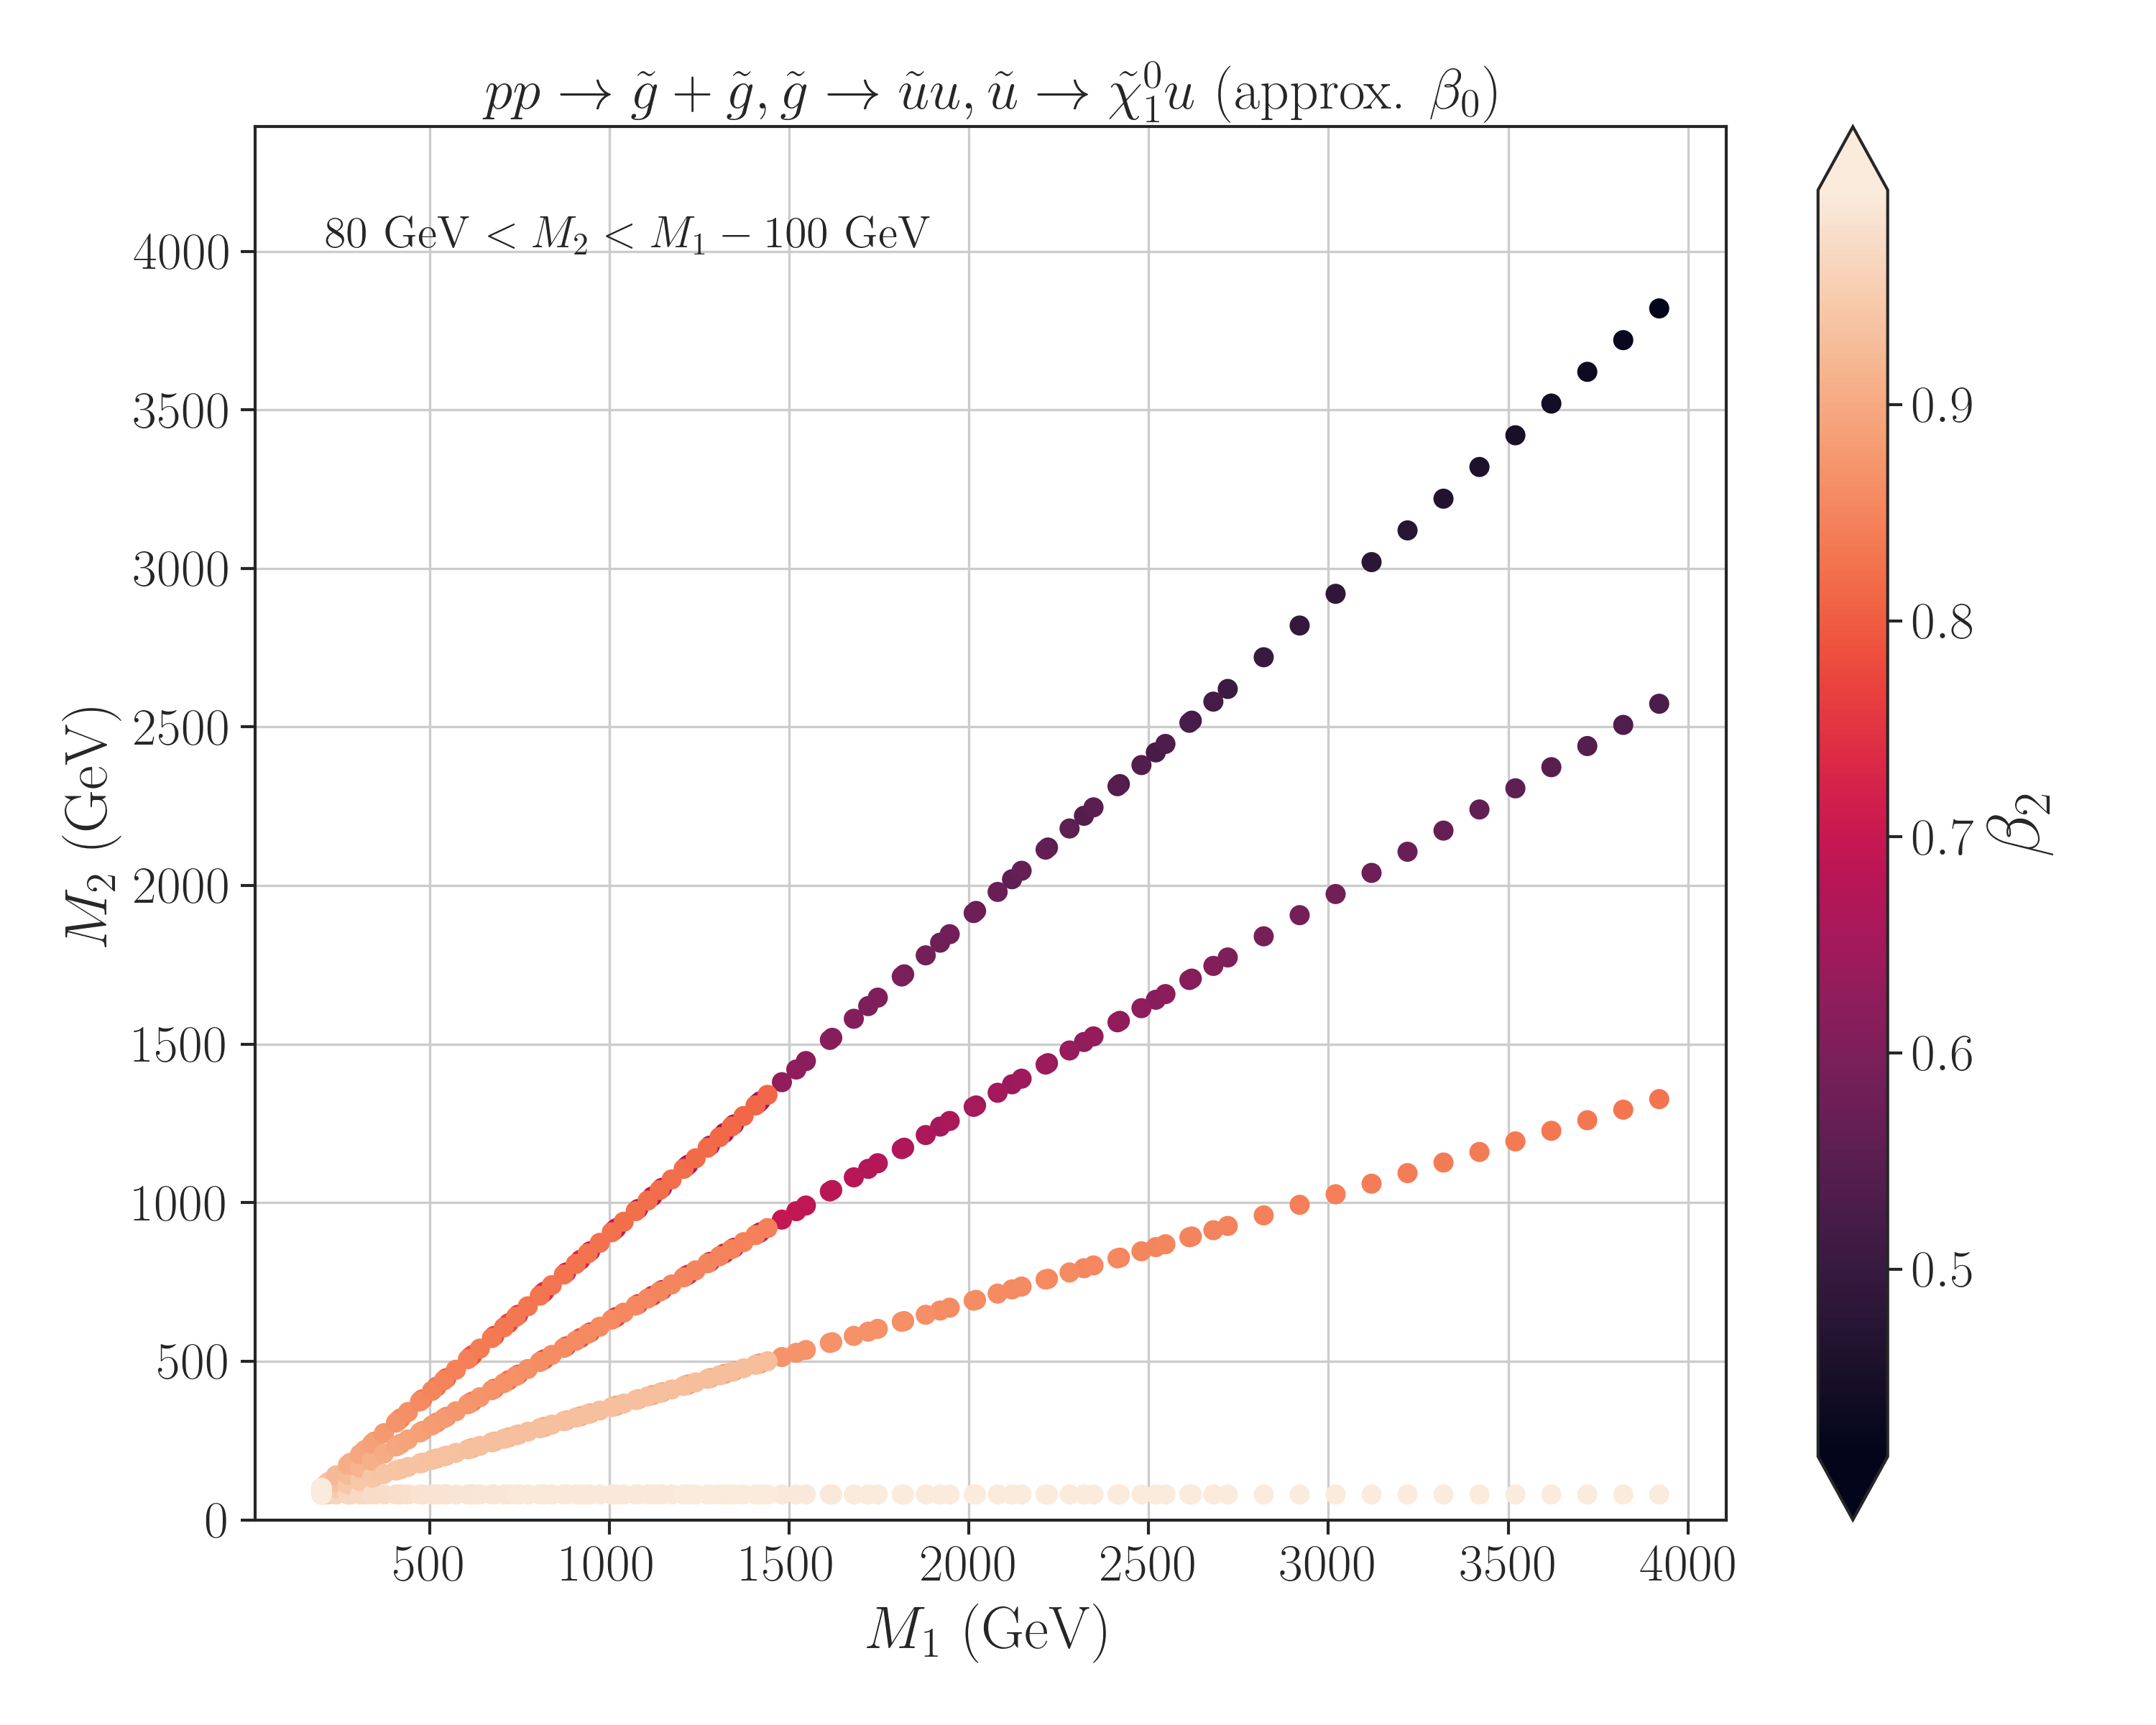 pp → g̃ + g̃, g̃ → ũu, ũ → χ̃₁⁰u (approx. β₀)
80 GeV < M₂ < M₁ − 100 GeV
M₂ (GeV)
4000
3500
3000
2500
2000
1500
1000
500
0
500 1000 1500 2000 2500 3000 3500 4000
M₁ (GeV)
0.9
0.8
0.7
0.6
0.5
β₂